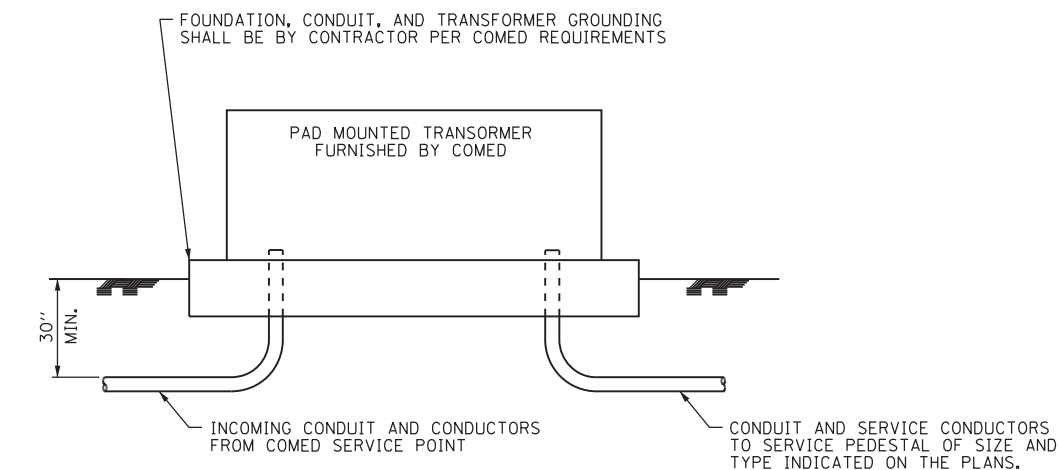 FOUNDATION, CONDUIT, AND TRANSFORMER GROUNDING
SHALL BE BY CONTRACTOR PER COMED REQUIREMENTS
PAD MOUNTED TRANSORMER
FURNISHED BY COMED
30"
MIN.
INCOMING CONDUIT AND CONDUCTORS
FROM COMED SERVICE POINT
CONDUIT AND SERVICE CONDUCTORS
TO SERVICE PEDESTAL OF SIZE AND
TYPE INDICATED ON THE PLANS.